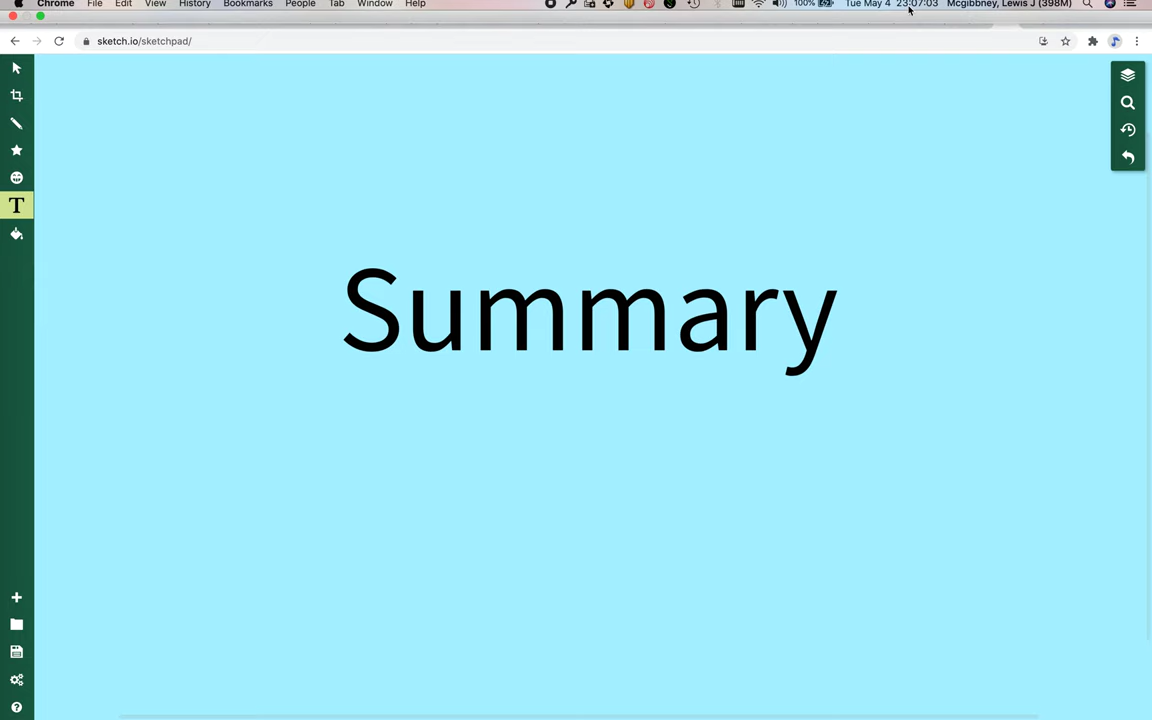 Chrome File Edit View History Bookmarks People Tab Window Help 100% Tue May 4 23:07:03 Mcgibbney, Lewis J (398M)
sketch.io/sketchpad/
T
Summary
?